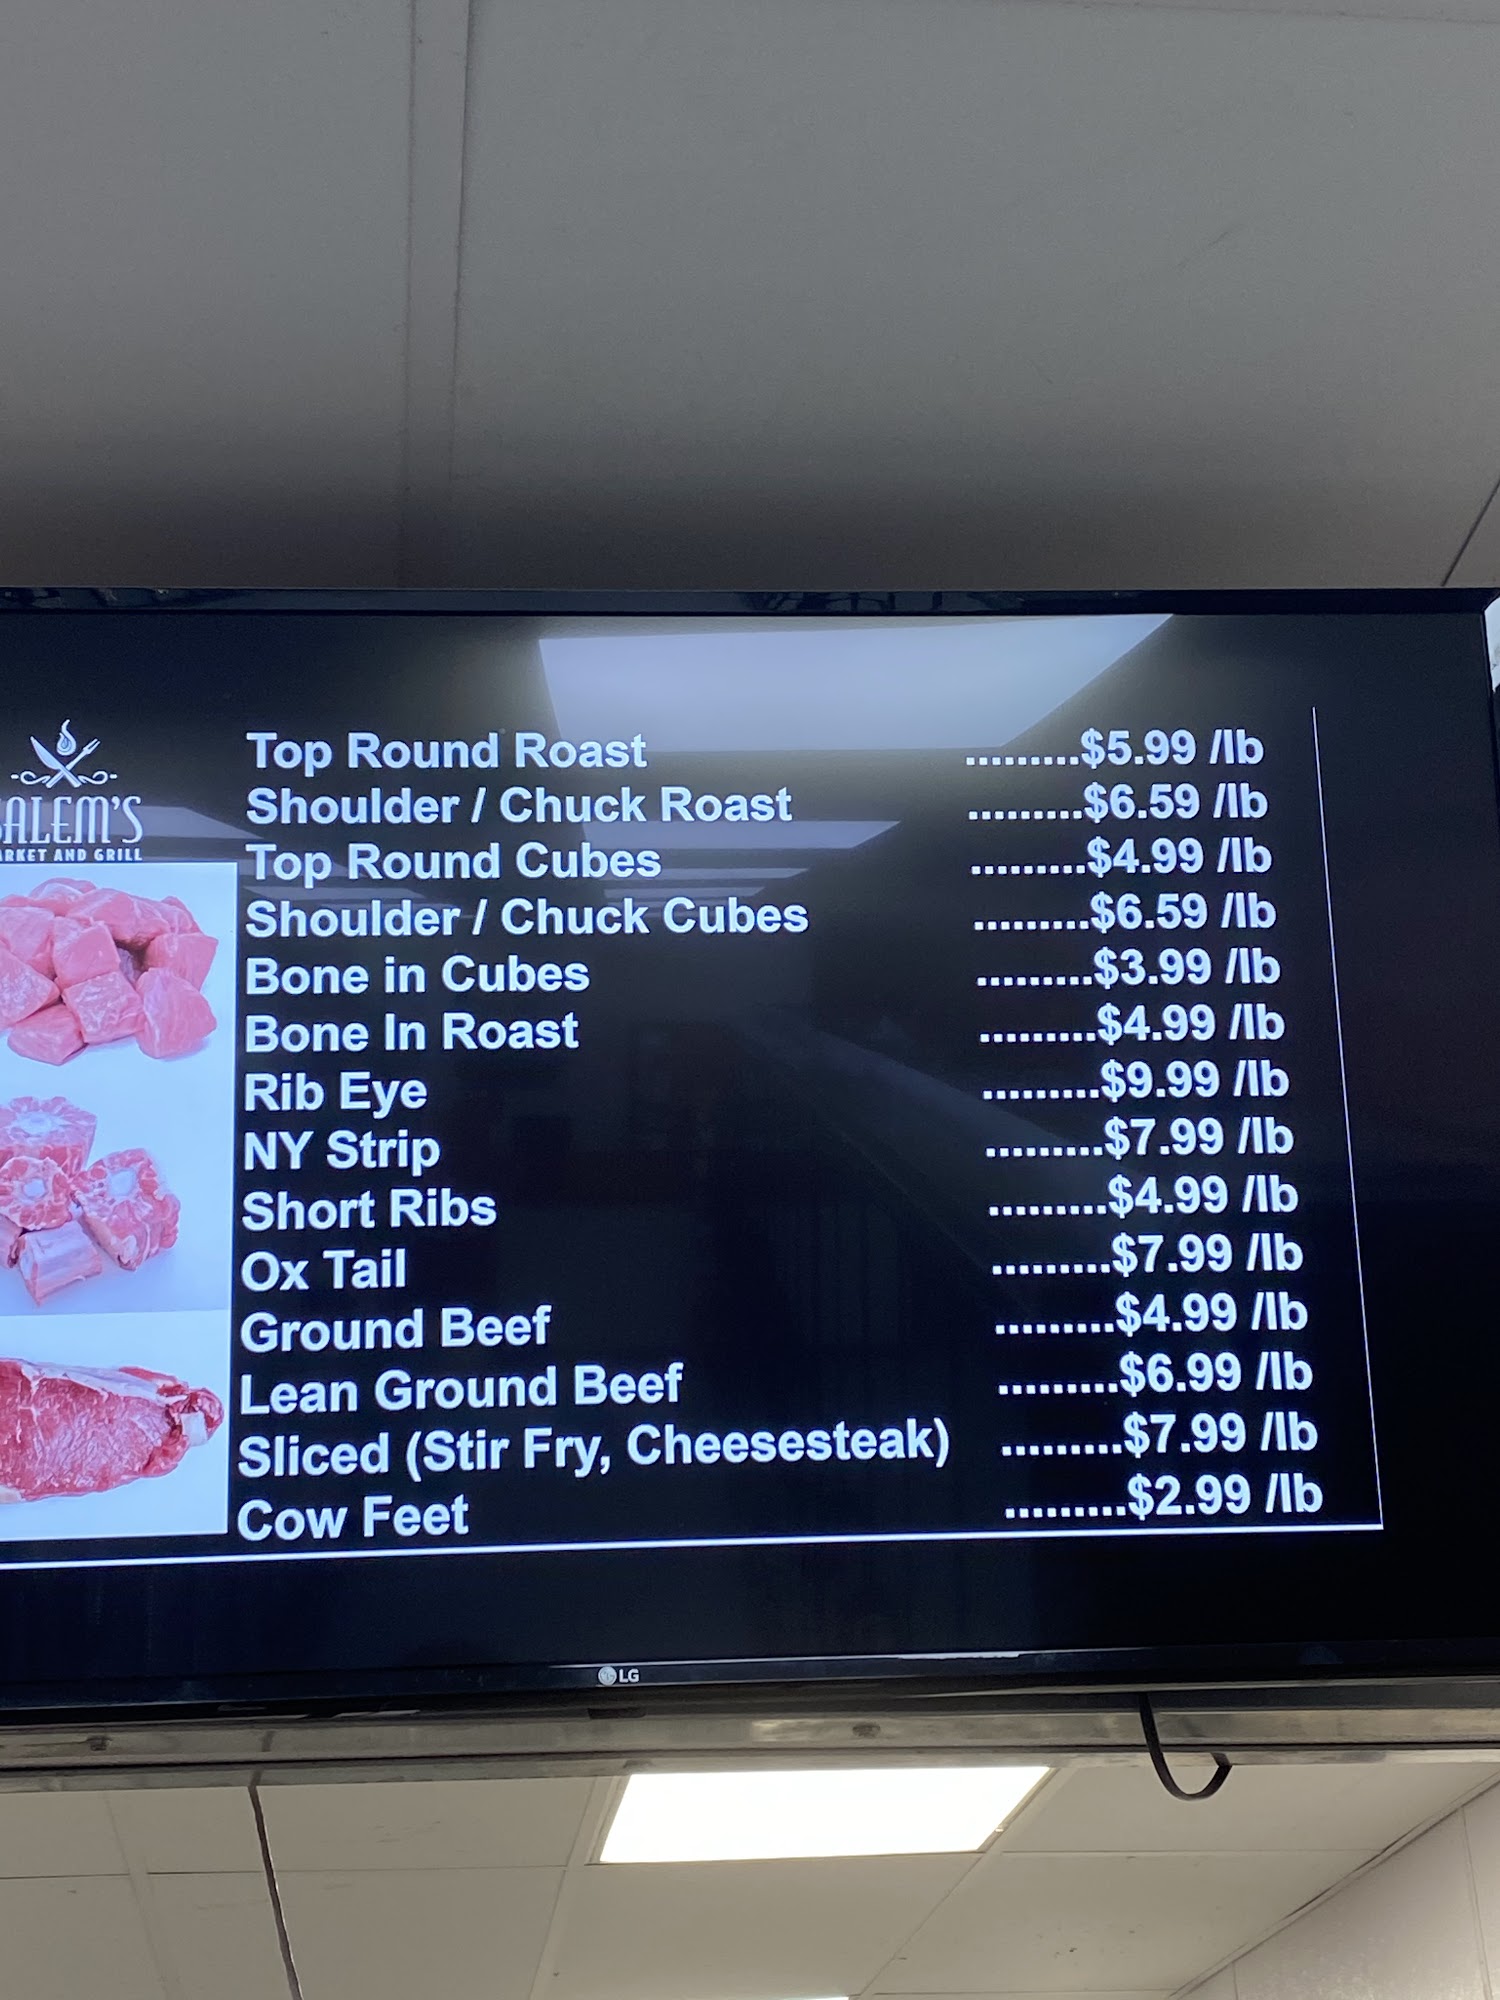 SALEM'S
MARKET AND GRILL
Top Round Roast .........$5.99 /lb
Shoulder / Chuck Roast .........$6.59 /lb
Top Round Cubes .........$4.99 /lb
Shoulder / Chuck Cubes .........$6.59 /lb
Bone in Cubes .........$3.99 /lb
Bone In Roast .........$4.99 /lb
Rib Eye .........$9.99 /lb
NY Strip .........$7.99 /lb
Short Ribs .........$4.99 /lb
Ox Tail .........$7.99 /lb
Ground Beef .........$4.99 /lb
Lean Ground Beef .........$6.99 /lb
Sliced (Stir Fry, Cheesesteak) .........$7.99 /lb
Cow Feet .........$2.99 /lb
LG